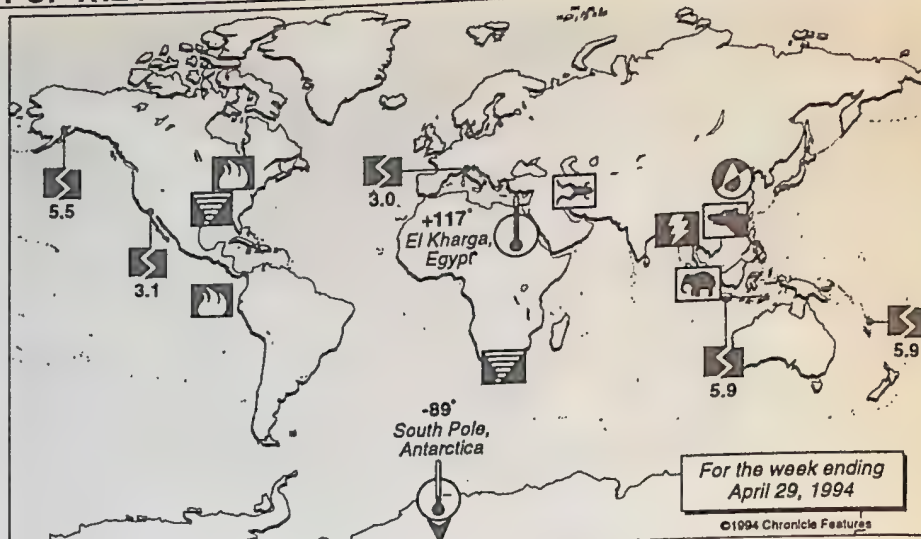 5.5
3.1
3.0
+117°
El Kharga,
Egypt
5.9
5.9
-89°
South Pole,
Antarctica
For the week ending
April 29, 1994
©1994 Chronicle Features